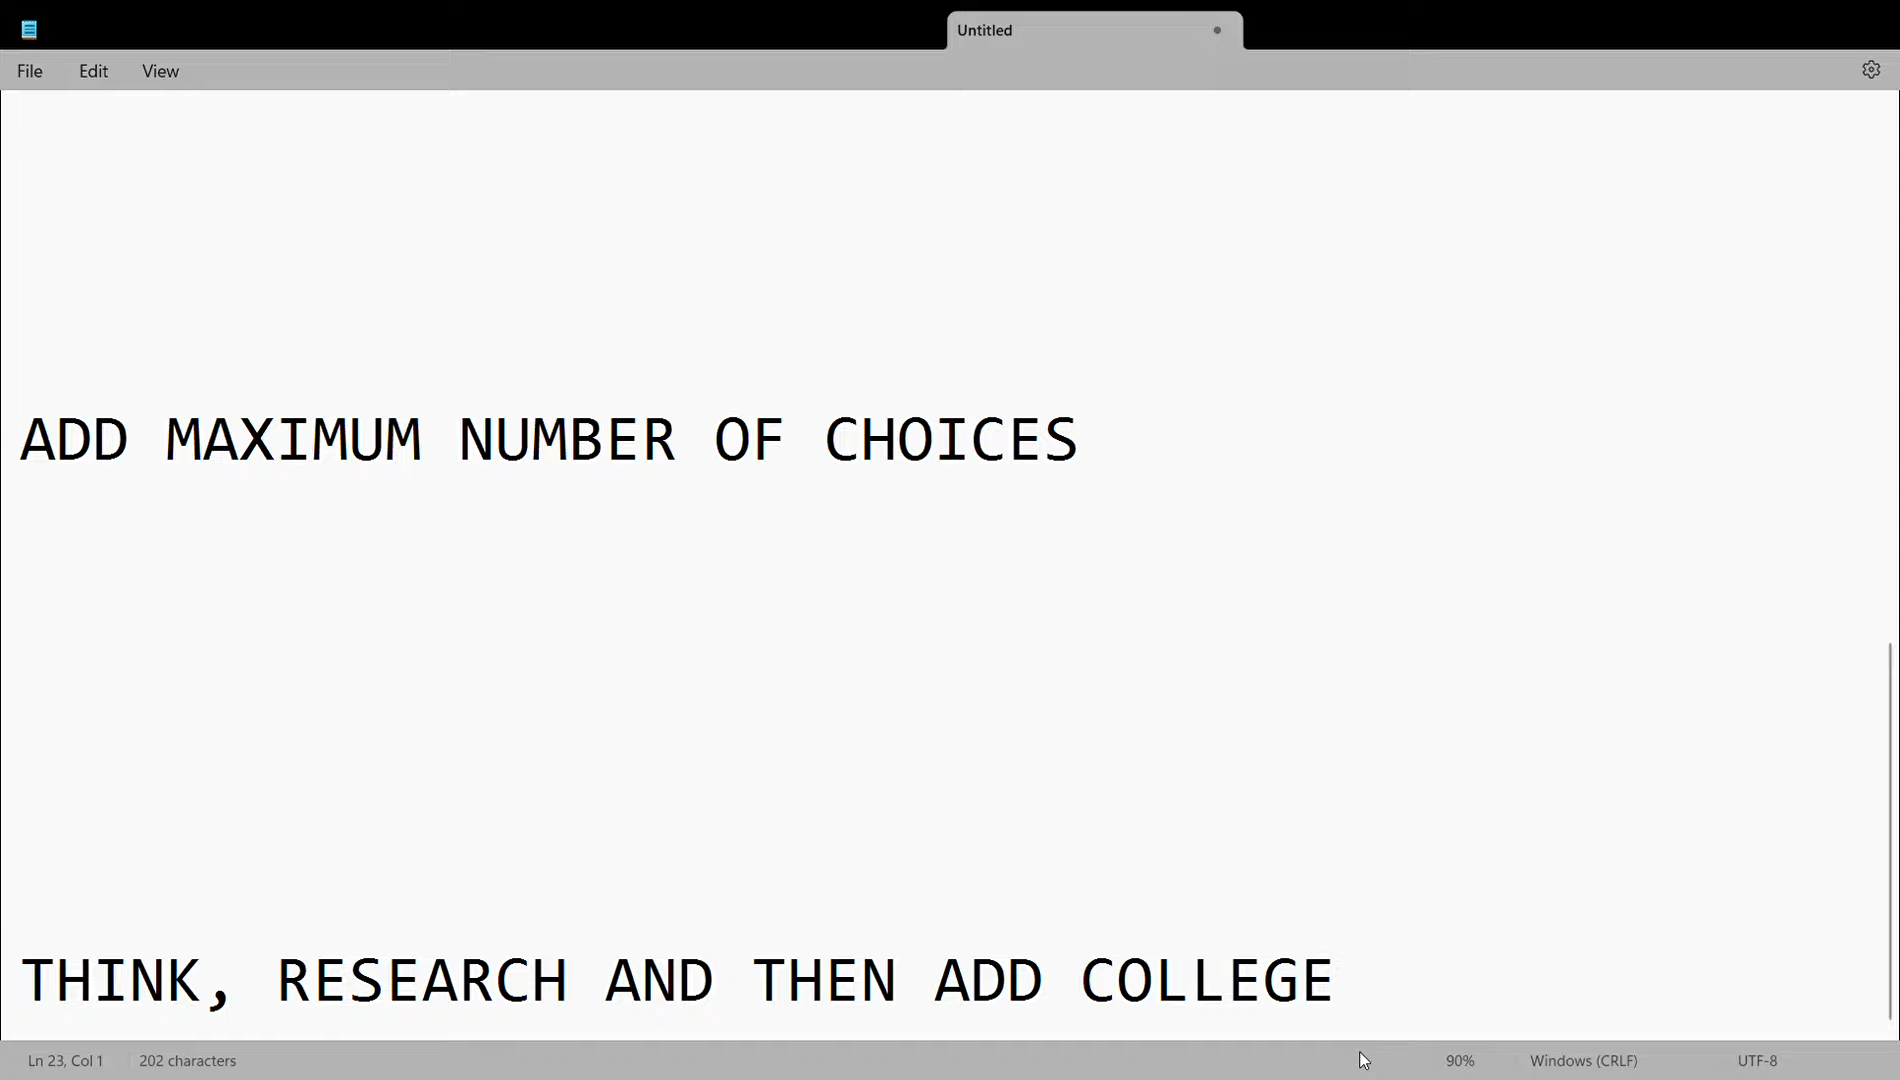 Untitled
File Edit View
ADD MAXIMUM NUMBER OF CHOICES
THINK, RESEARCH AND THEN ADD COLLEGE
Ln 23, Col 1 202 characters 90% Windows (CRLF) UTF-8